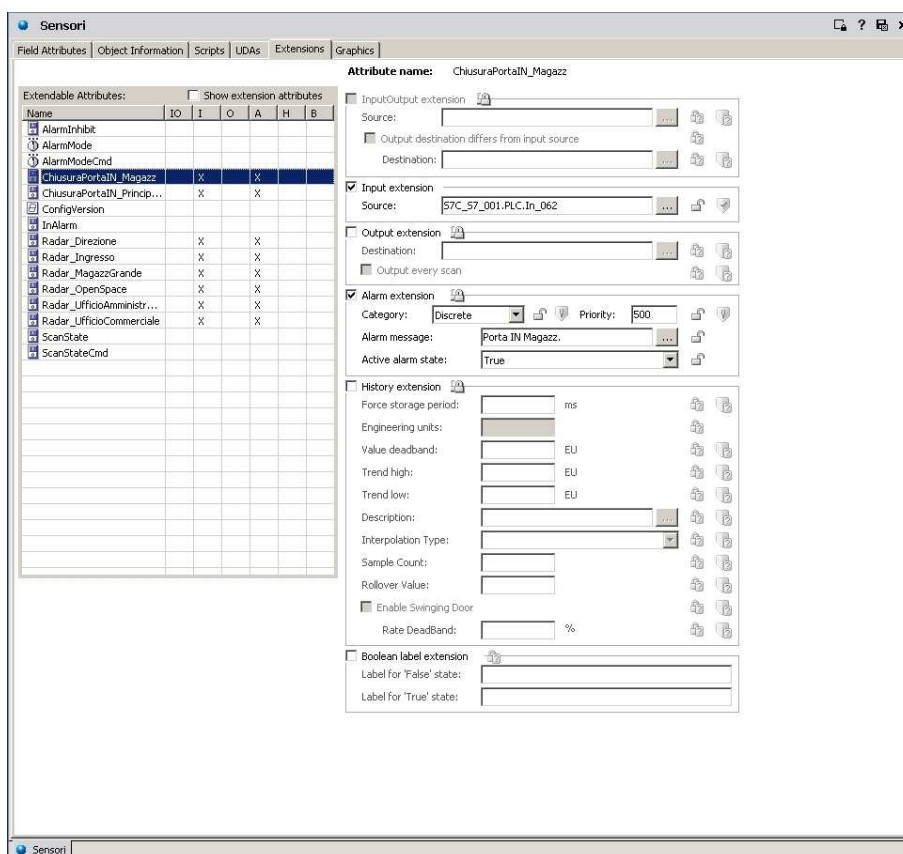 Sensori
Field Attributes Object Information Scripts UDAs Extensions Graphics
Attribute name: ChiusuraPortaIN_Magazz
Extendable Attributes: Show extension attributes
Name IO I O A H B
AlarmInhibit
AlarmMode
AlarmModeCmd
ChiusuraPortaIN_Magazz X X
ChiusuraPortaIN_Princip... X X
ConfigVersion
InAlarm
Radar_Direzione X X
Radar_Ingresso X X
Radar_MagazzGrande X X
Radar_OpenSpace X X
Radar_UfficioAmministr... X X
Radar_UfficioCommerciale X X
ScanState
ScanStateCmd
InputOutput extension
Source: ...
Output destination differs from input source
Destination: ...
Input extension
Source: S7C_S7_001.PLC.In_062 ...
Output extension
Destination: ...
Output every scan
Alarm extension
Category: Discrete Priority: 500
Alarm message: Porta IN Magazz. ...
Active alarm state: True
History extension
Force storage period: ms
Engineering units:
Value deadband: EU
Trend high: EU
Trend low: EU
Description: ...
Interpolation Type:
Sample Count:
Rollover Value:
Enable Swinging Door
Rate DeadBand: %
Boolean label extension
Label for 'False' state:
Label for 'True' state:
Sensori